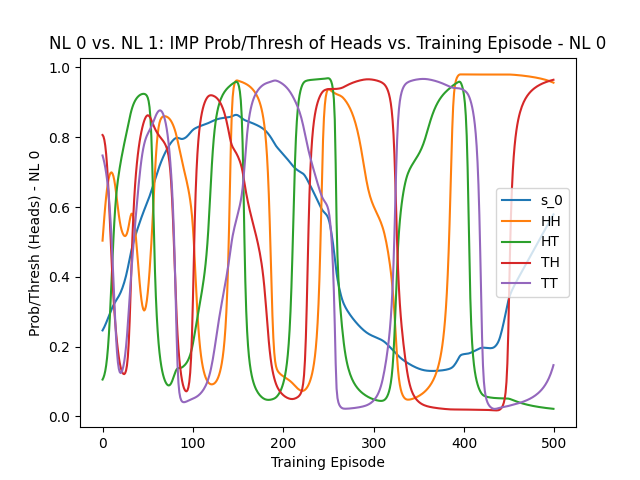 NL 0 vs. NL 1: IMP Prob/Thresh of Heads vs. Training Episode - NL 0
Prob/Thresh (Heads) - NL 0
1.0
0.8
0.6
0.4
0.2
0.0
s_0
HH
HT
TH
TT
0
100
200
300
400
500
Training Episode